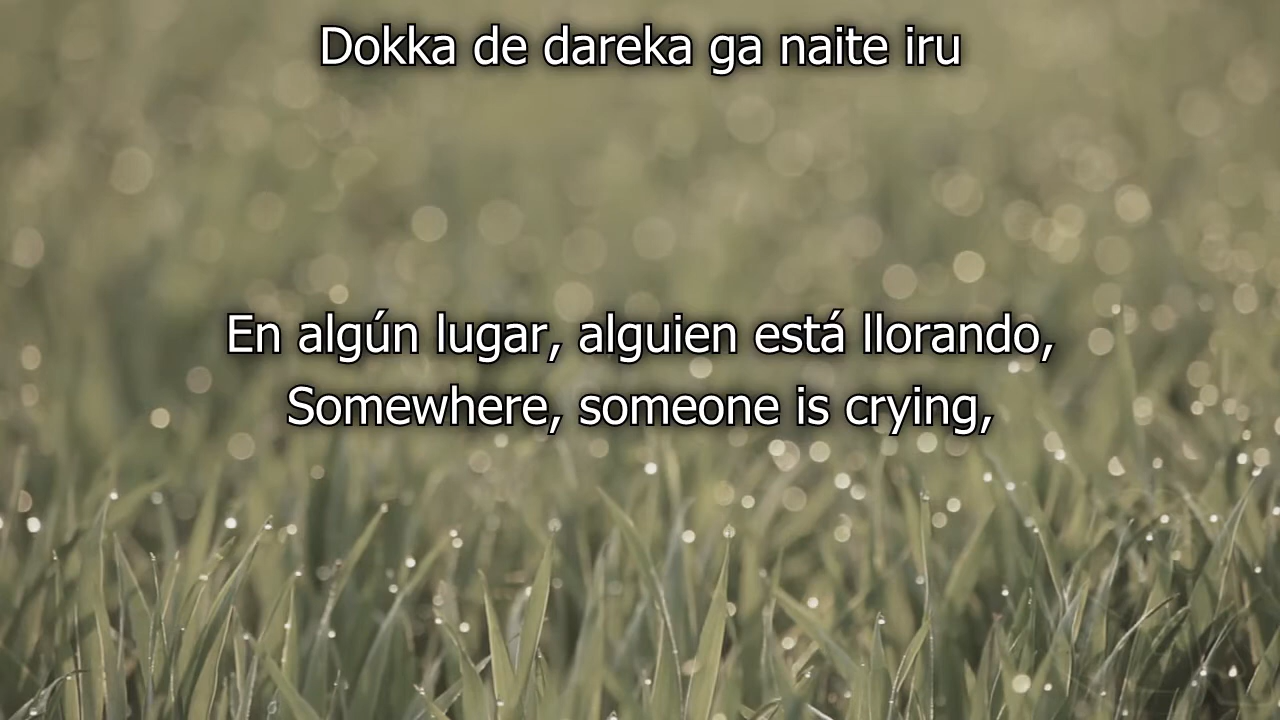 Dokka de dareka ga naite iru
En algún lugar, alguien está llorando,
Somewhere, someone is crying,